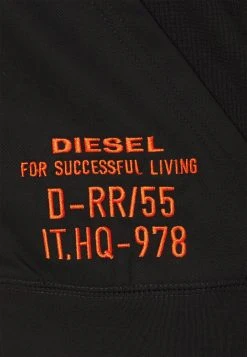 DIESEL
FOR SUCCESSFUL LIVING
D-RR/55
IT.HQ-978